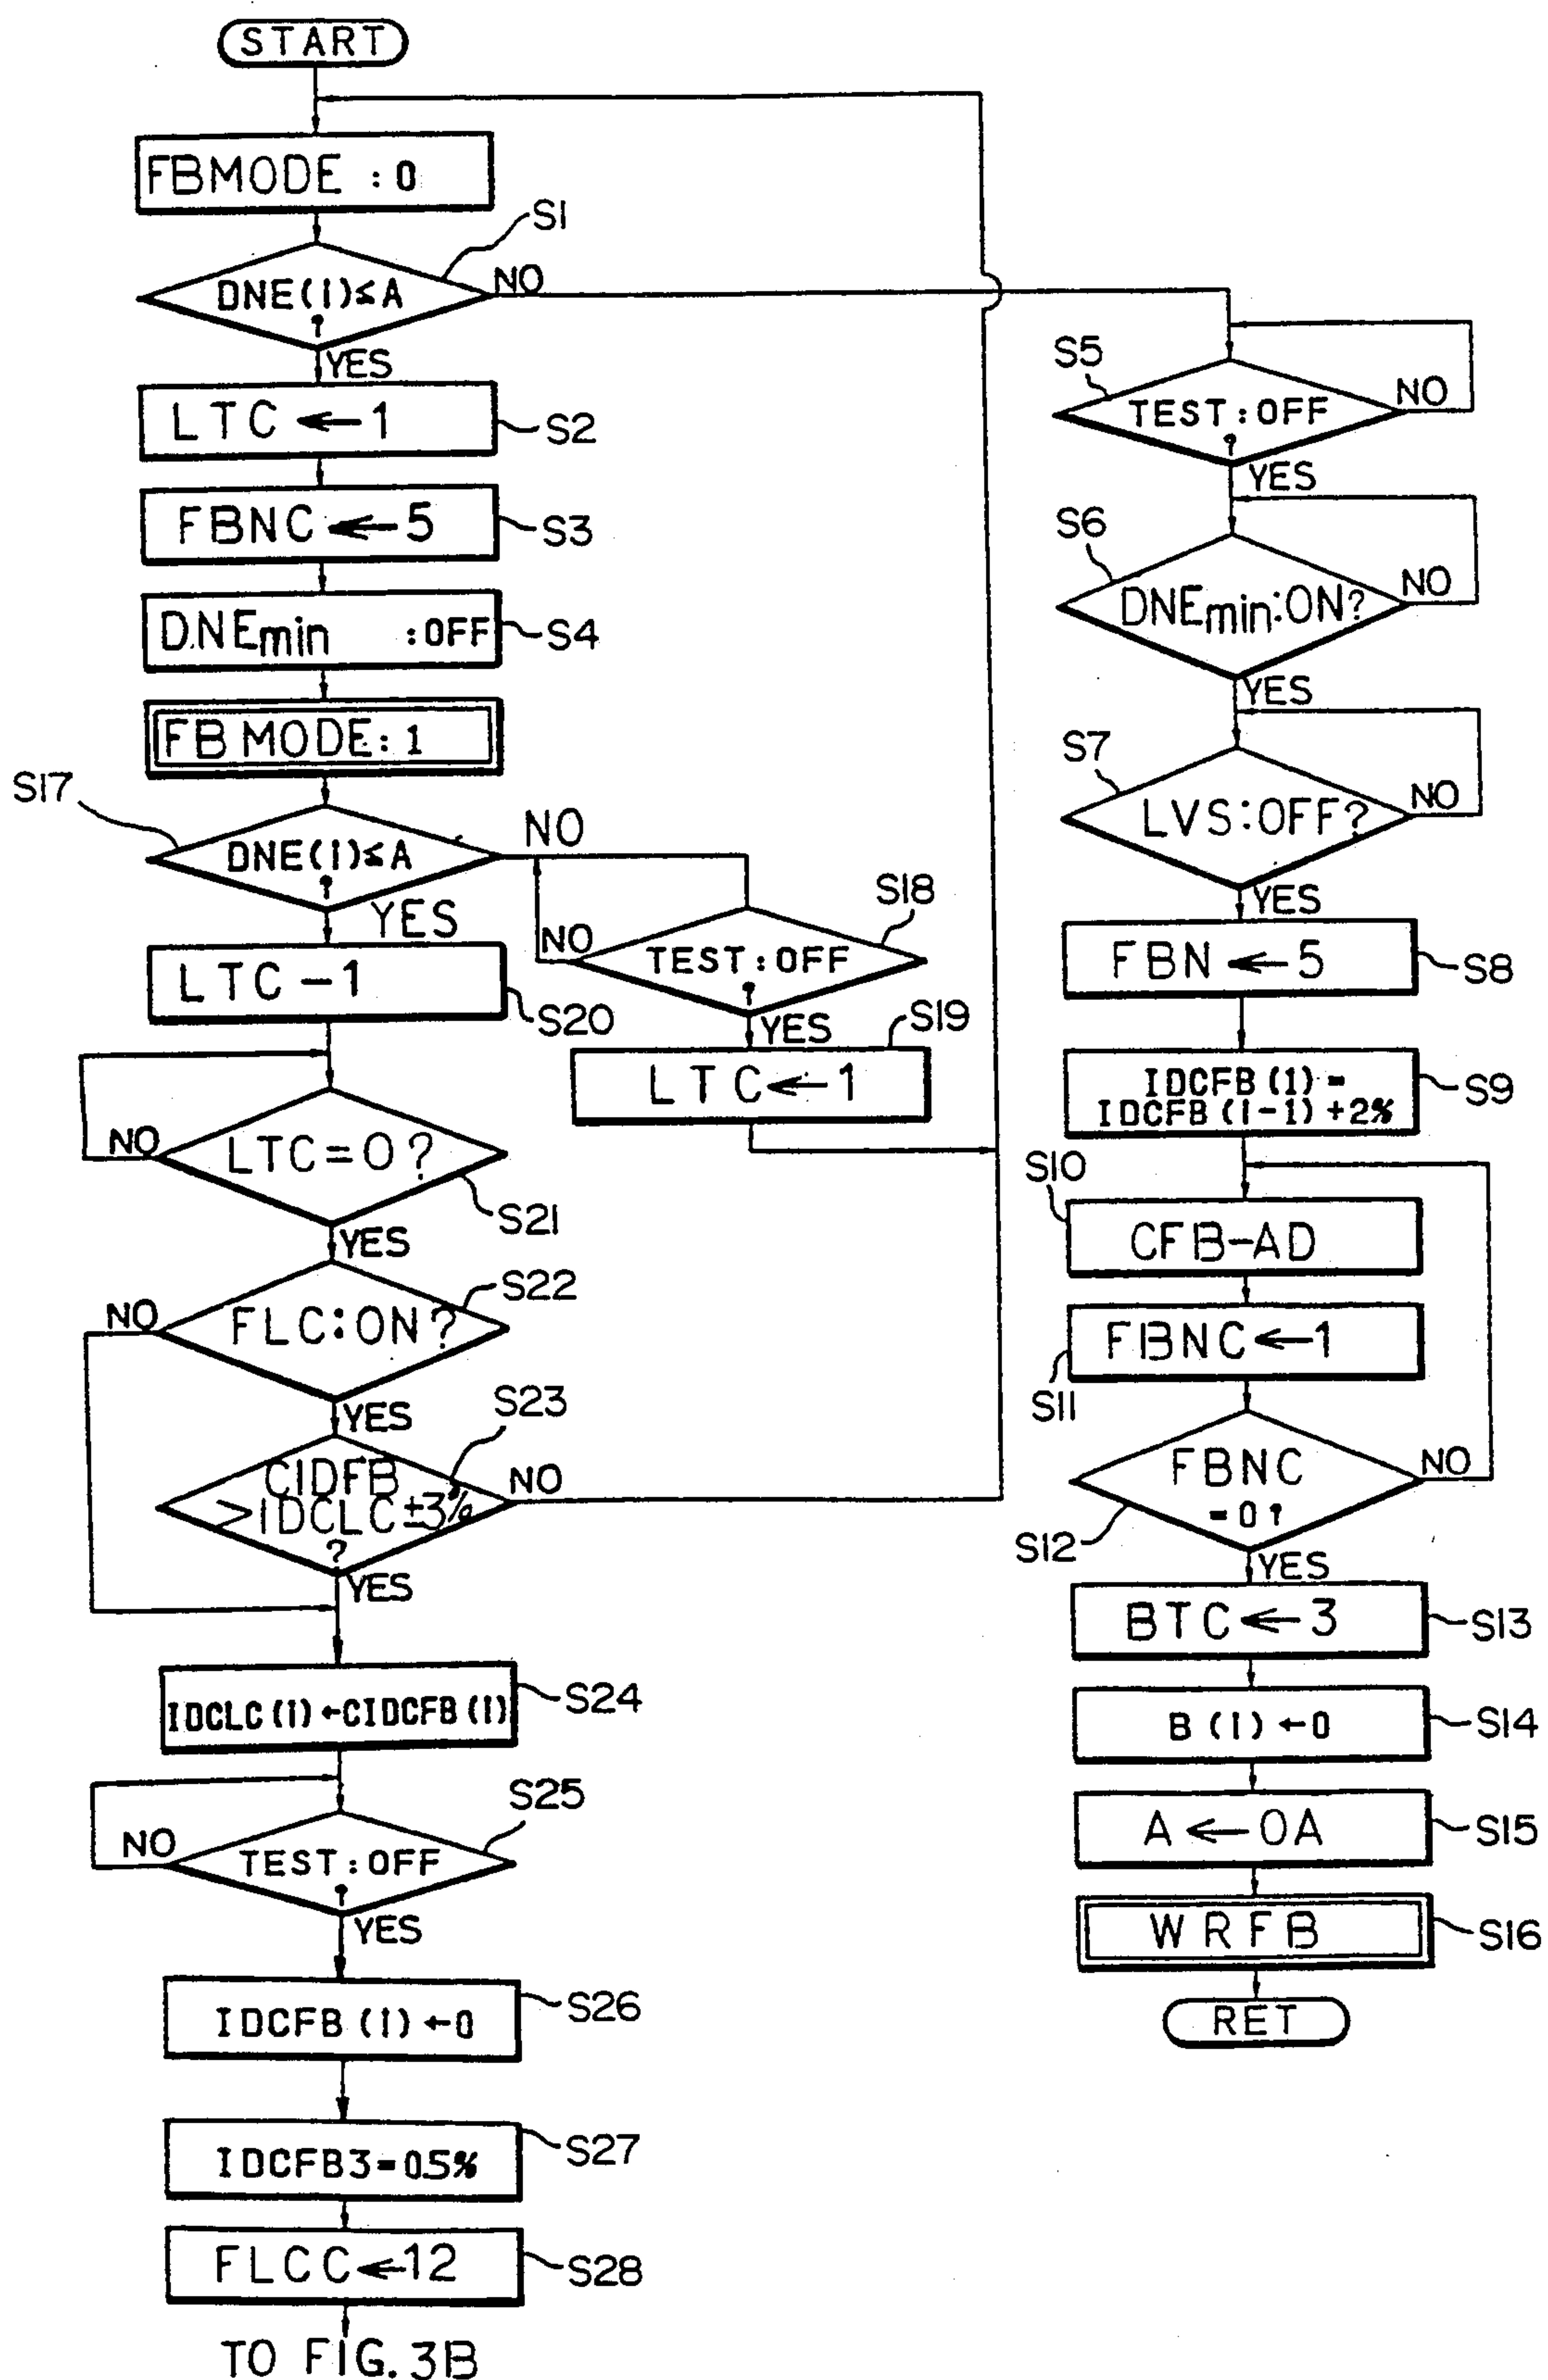 START
FBMODE : 0
S1
DNE(i)≤A
?
NO
YES
LTC ← 1
S2
FBNC ← 5
S3
DNEmin :OFF
S4
FB MODE: 1
S17
DNE(i)≤A
?
NO
YES
S18
TEST:OFF
?
NO
YES
S19
LTC ← 1
LTC - 1
S20
LTC=0?
NO
S21
YES
FLC:ON?
S22
NO
YES
S23
CIDFB
>IDCLC±3%
?
NO
YES
IDCLC(i)←CIDCFB(i)
S24
S25
TEST:OFF
?
NO
YES
IDCFB(i)←0
S26
IDCFB3=0.5%
S27
FLCC←12
S28
TO FIG. 3B
S5
TEST:OFF
?
NO
YES
S6
DNEmin:ON?
NO
YES
S7
LVS:OFF?
NO
YES
FBN ← 5
S8
IDCFB(i)=
IDCFB(i-1)+2%
S9
S10
CFB-AD
FBNC←1
S11
FBNC
=0?
NO
S12
YES
BTC←3
S13
B(i)←0
S14
A←0A
S15
WRFB
S16
RET